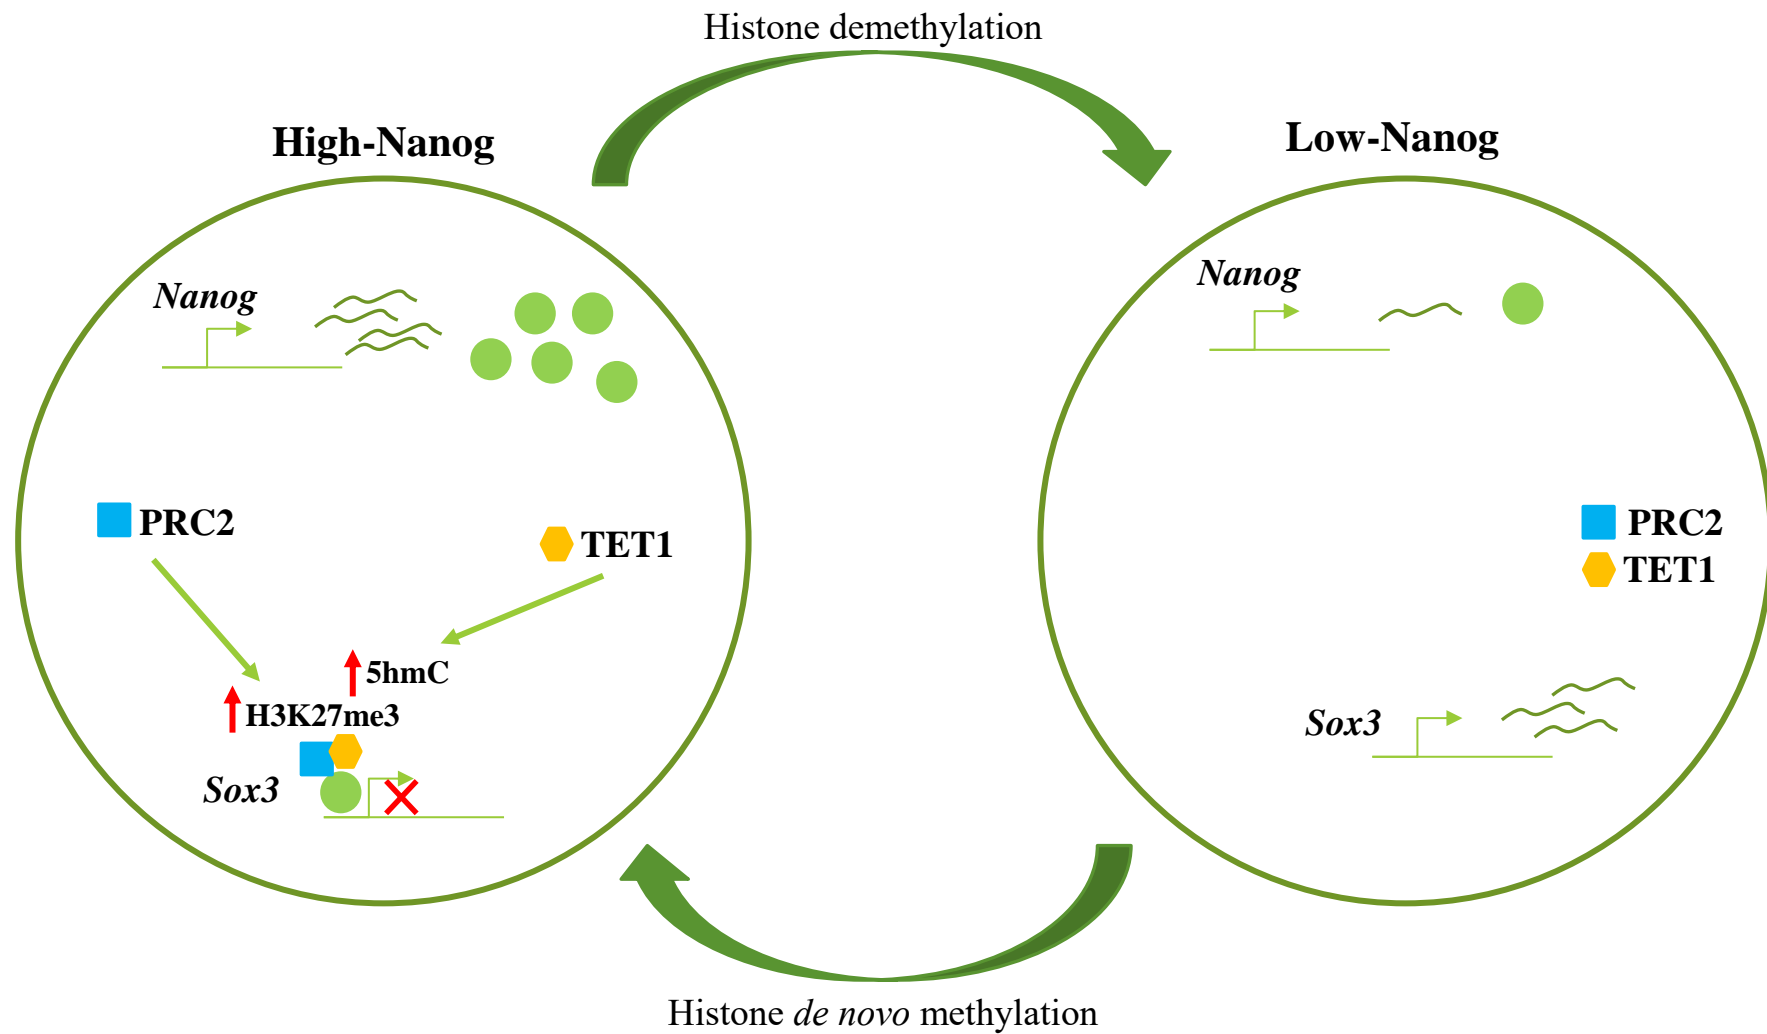 Histone demethylation
High-Nanog
Low-Nanog
Nanog
Nanog
PRC2
TET1
PRC2
TET1
5hmC
H3K27me3
Sox3
Sox3
Histone de novo methylation